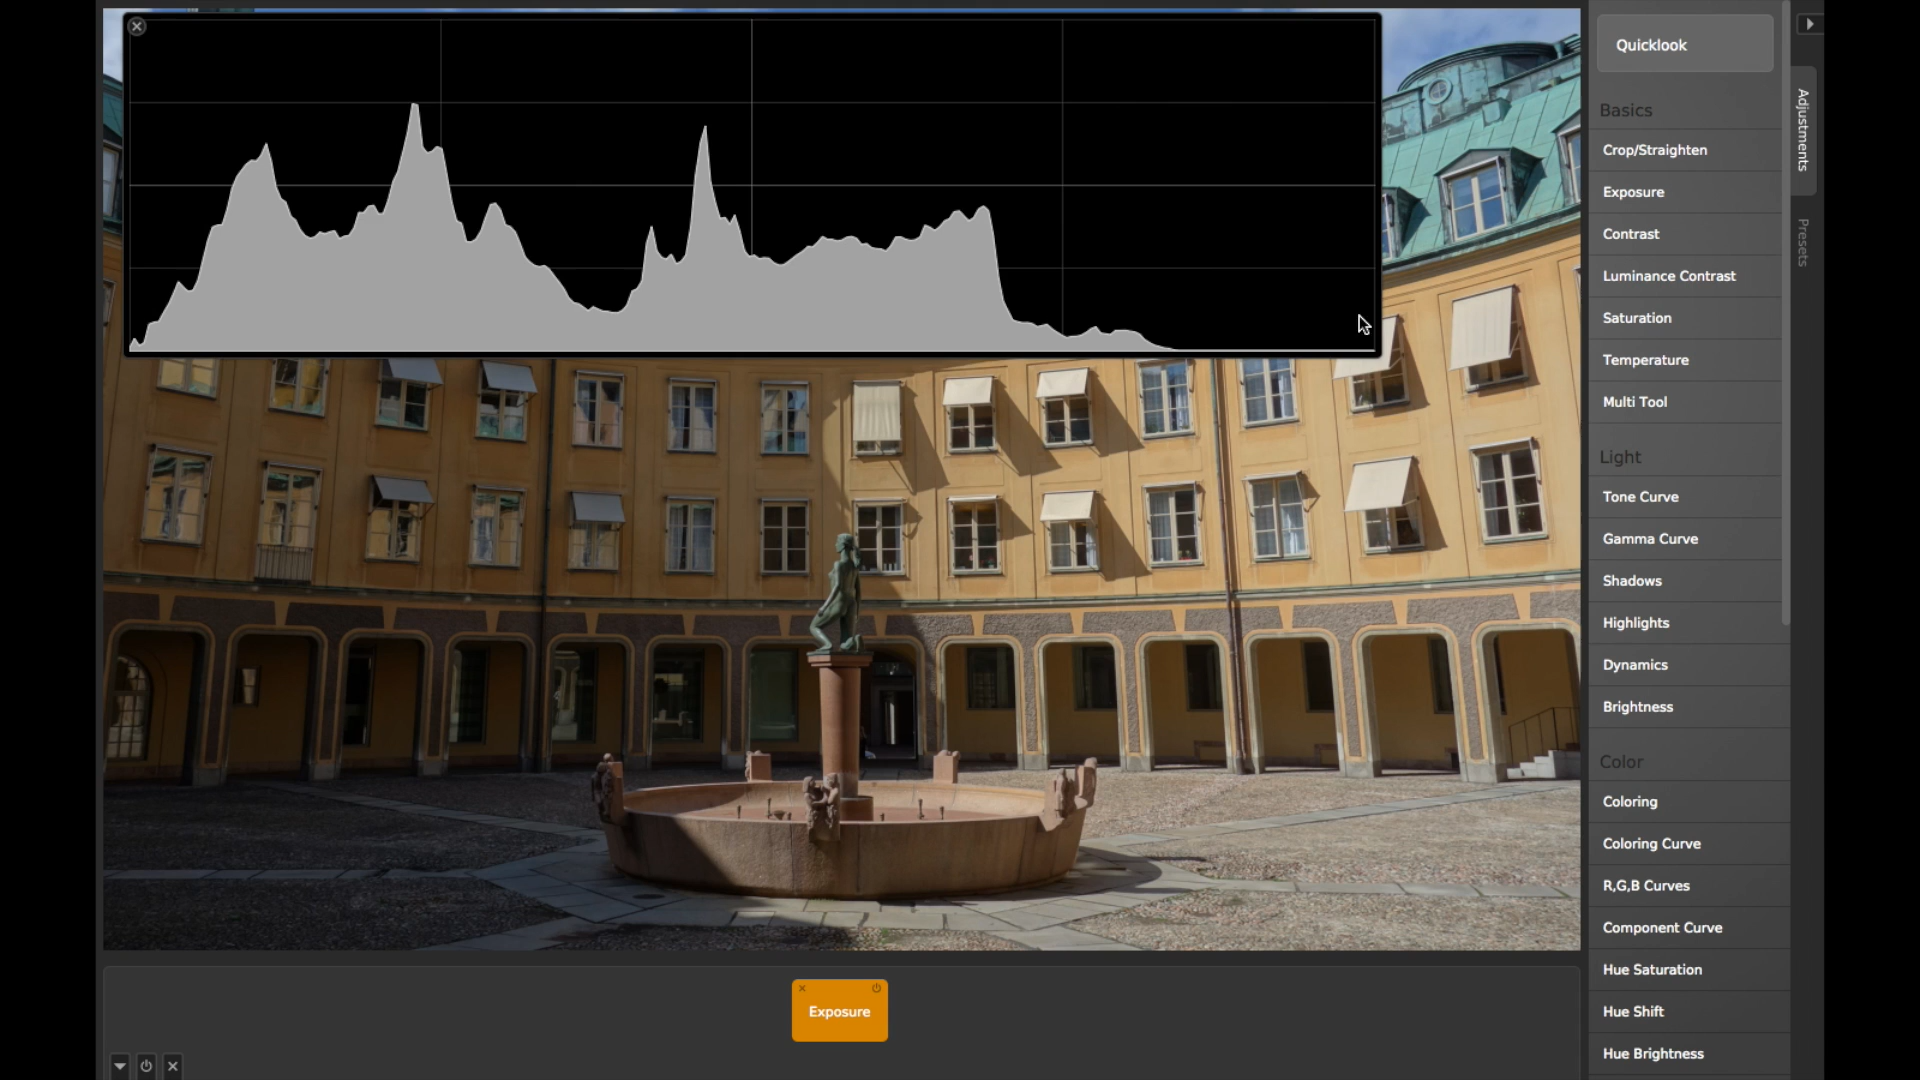 Quicklook
Basics
Crop/Straighten
Exposure
Contrast
Luminance Contrast
Saturation
Temperature
Multi Tool
Light
Tone Curve
Gamma Curve
Shadows
Highlights
Dynamics
Brightness
Color
Coloring
Coloring Curve
R,G,B Curves
Component Curve
Hue Saturation
Hue Shift
Hue Brightness
Adjustments
Presets
Exposure